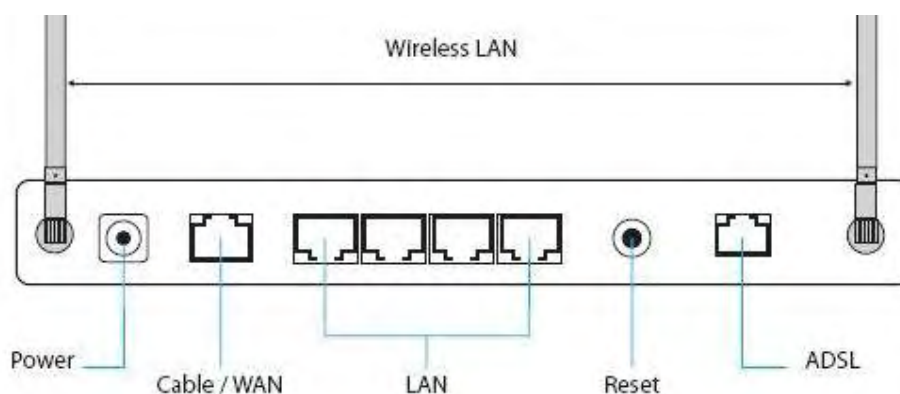 Wireless LAN
Power
Cable / WAN
LAN
Reset
ADSL